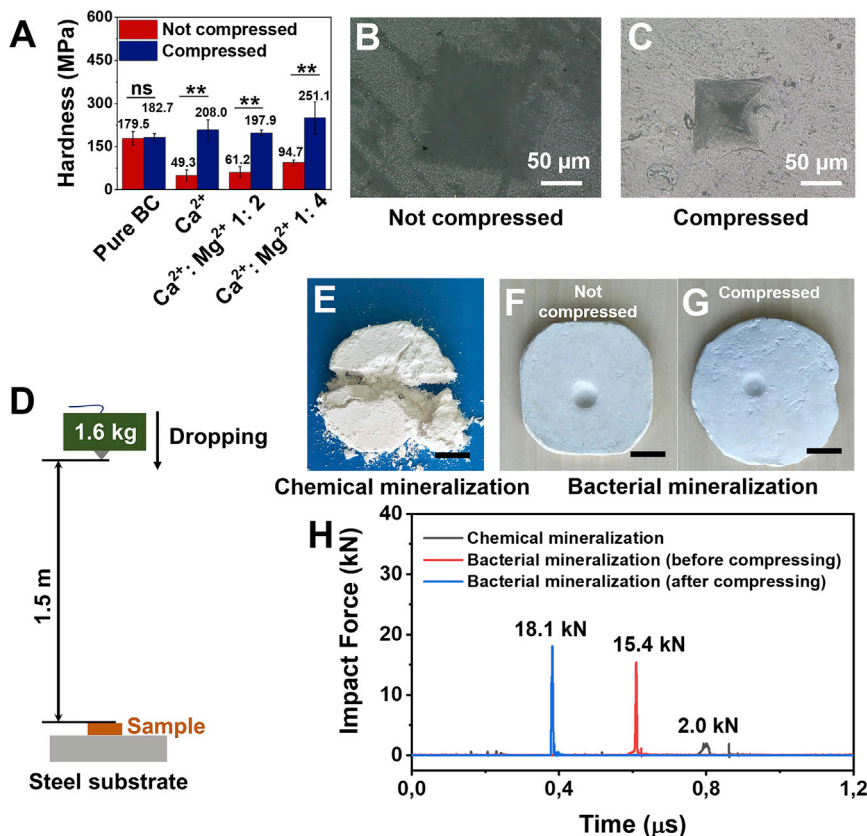 A
Not compressed
Compressed
Hardness (MPa)
600
450
300
150
0
ns
**
**
**
179.5
182.7
49.3
208.0
61.2
197.9
94.7
251.1
Pure BC
Ca²⁺
Ca²⁺: Mg²⁺ 1: 2
Ca²⁺: Mg²⁺ 1: 4
B
50 µm
Not compressed
C
50 µm
Compressed
D
1.6 kg
Dropping
1.5 m
Sample
Steel substrate
E
Chemical mineralization
F
Not
compressed
G
Compressed
Bacterial mineralization
H
Impact Force (kN)
40
30
20
10
0
Chemical mineralization
Bacterial mineralization (before compressing)
Bacterial mineralization (after compressing)
18.1 kN
15.4 kN
2.0 kN
0,0
0,4
0,8
1,2
Time (µs)